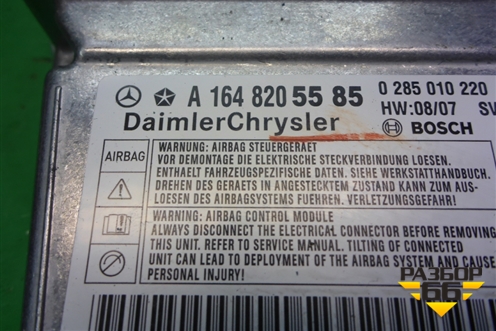 A 164 820 55 85 0 285 010 220
HW:08/07 SW
DaimlerChrysler BOSCH
AIRBAG
WARNUNG: AIRBAG STEUERGERAET
VOR DEMONTAGE DIE ELEKTRISCHE STECKVERBINDUNG LOESEN.
ENTHAELT FAHRZEUGSPEZIFISCHE DATEN. SIEHE WERKSTATTHANDBU
DREHEN DES GERAETS IN ANGESTECKTEM ZUSTAND KANN ZUM AUS-
LOESEN DES AIRBAGSYSTEMS FUEHREN. VERLETZUNGSGEFAHR!
WARNING: AIRBAG CONTROL MODULE
ALWAYS DISCONNECT THE ELECTRICAL CONNECTOR BEFORE REMOVING
THIS UNIT. REFER TO SERVICE MANUAL. TILTING OF CONNECTED
UNIT CAN LEAD TO DEPLOYMENT OF THE AIRBAG SYSTEM AND CAUSE
PERSONAL INJURY!
РАЗБОР
66